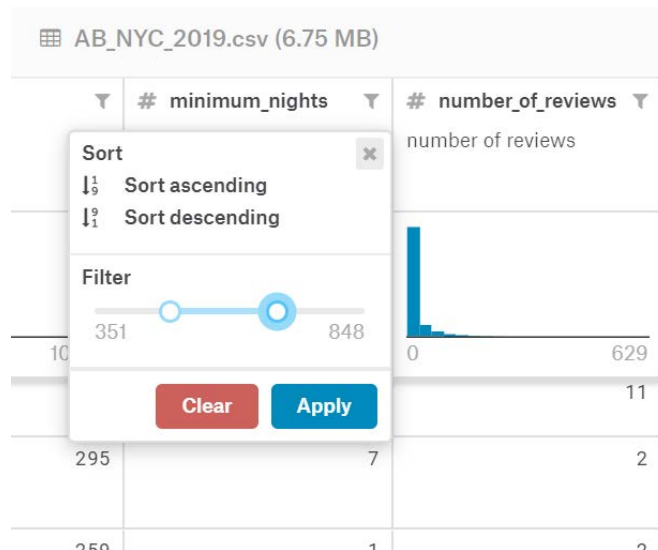 AB_NYC_2019.csv (6.75 MB)
# minimum_nights # number_of_reviews
number of reviews
Sort
Sort ascending
Sort descending
Filter
351 848
0 629
Clear Apply
11
295 7 2
1